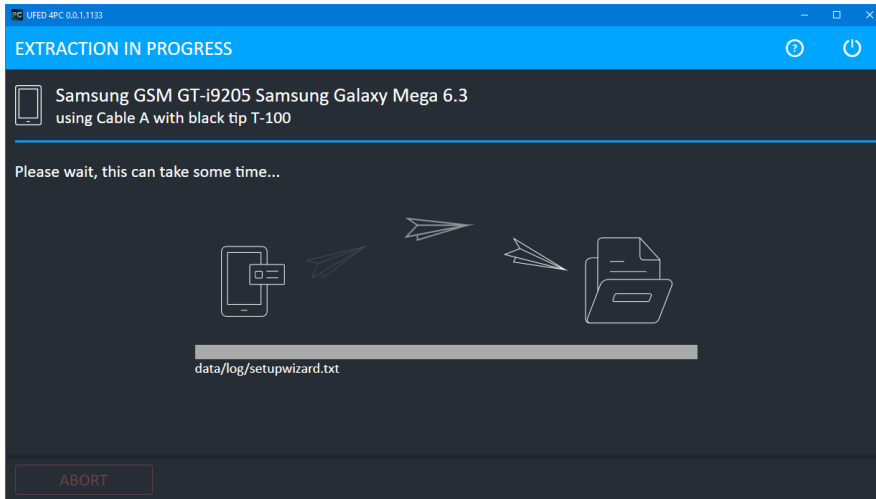 PC UFED 4PC 0.0.1.1133
EXTRACTION IN PROGRESS
Samsung GSM GT-i9205 Samsung Galaxy Mega 6.3
using Cable A with black tip T-100
Please wait, this can take some time...
data/log/setupwizard.txt
ABORT